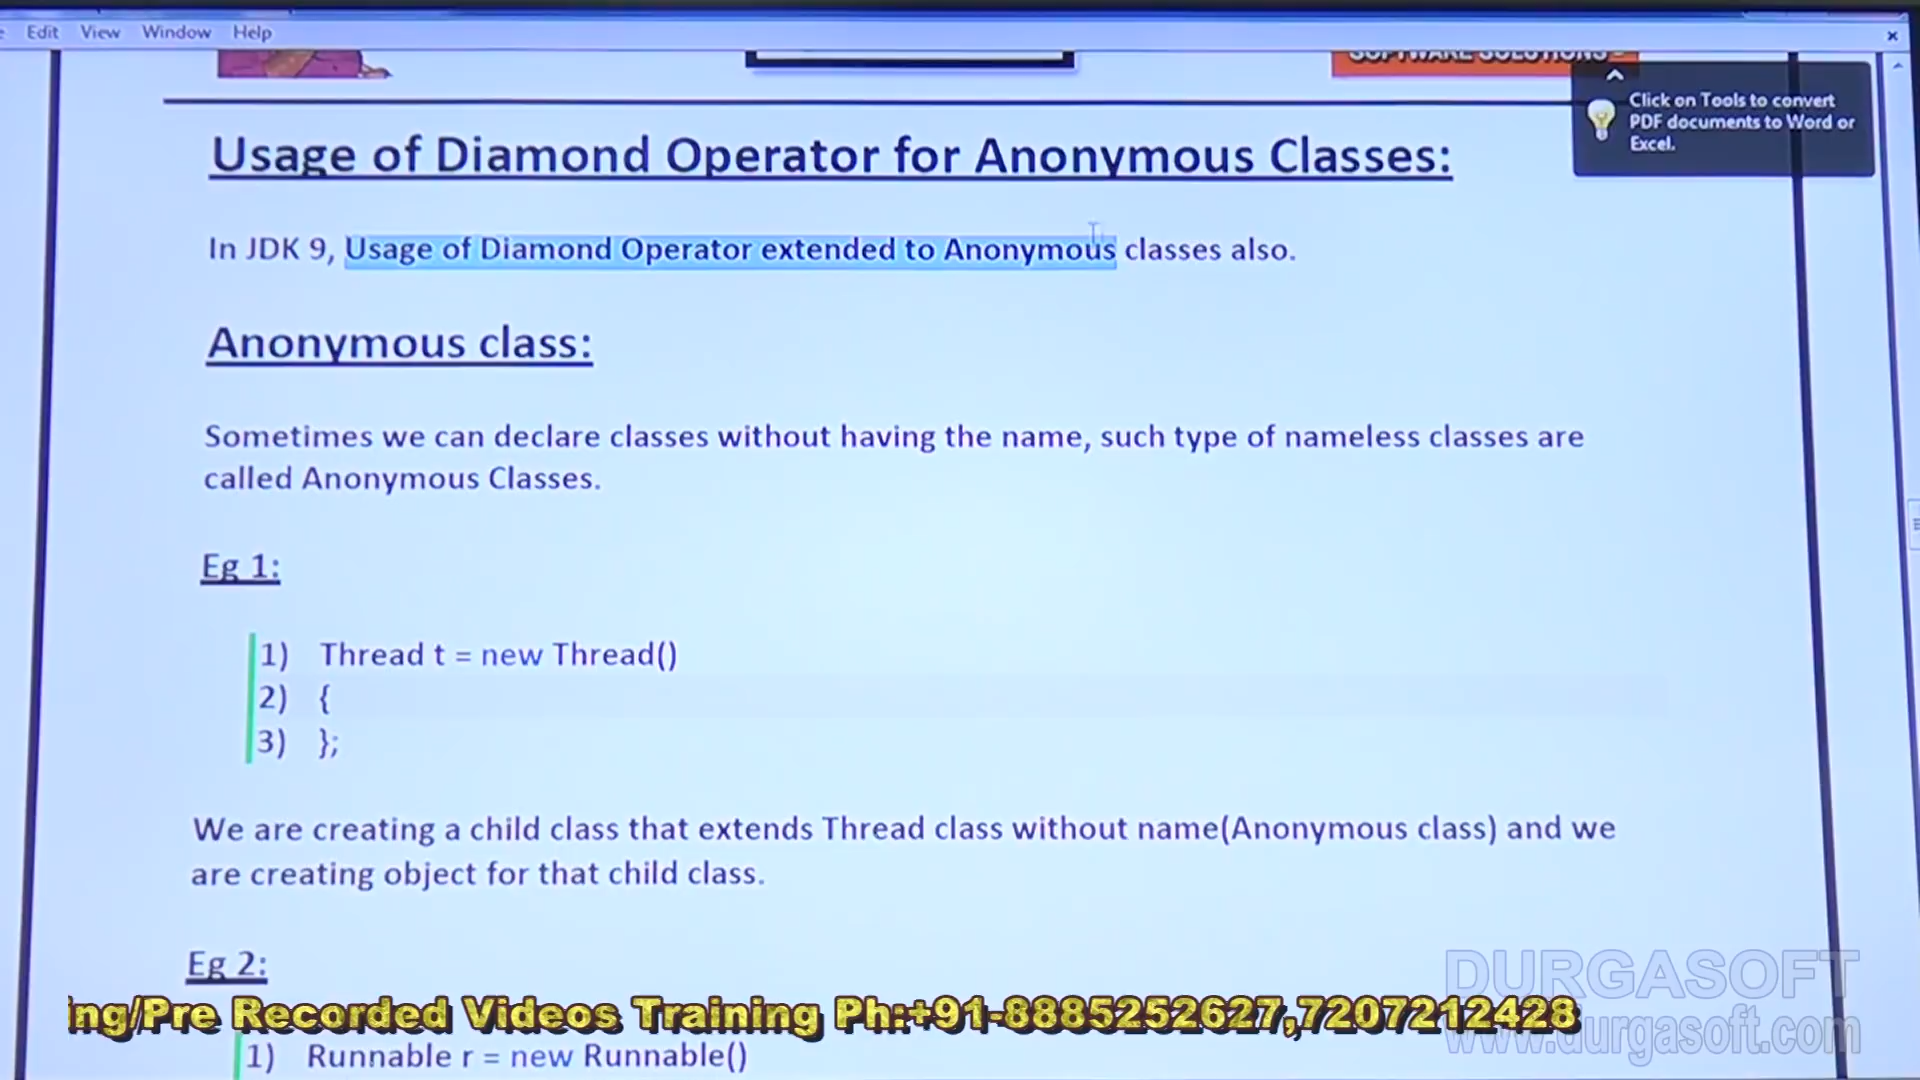 Edit View Window Help
SOFTWARE SOLUTIONS
Click on Tools to convert
PDF documents to Word or
Excel.
Usage of Diamond Operator for Anonymous Classes:
In JDK 9, Usage of Diamond Operator extended to Anonymous classes also.
Anonymous class:
Sometimes we can declare classes without having the name, such type of nameless classes are
called Anonymous Classes.
Eg 1:
1) Thread t = new Thread()
2) {
3) };
We are creating a child class that extends Thread class without name(Anonymous class) and we
are creating object for that child class.
Eg 2:
DURGASOFT
ing/Pre Recorded Videos Training Ph:+91-8885252627,7207212428
www.durgasoft.com
1) Runnable r = new Runnable()